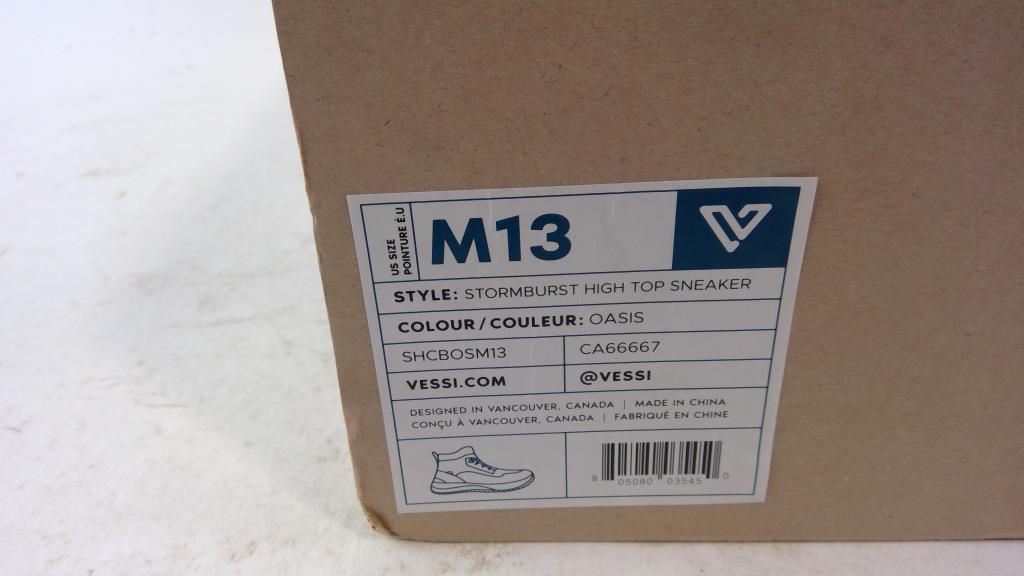 US SIZE
POINTURE É.U
M13
STYLE: STORMBURST HIGH TOP SNEAKER
COLOUR / COULEUR: OASIS
SHCBOSM13
CA66667
VESSI.COM
@VESSI
DESIGNED IN VANCOUVER, CANADA | MADE IN CHINA
CONÇU À VANCOUVER, CANADA | FABRIQUÉ EN CHINE
8 05080 03545 0